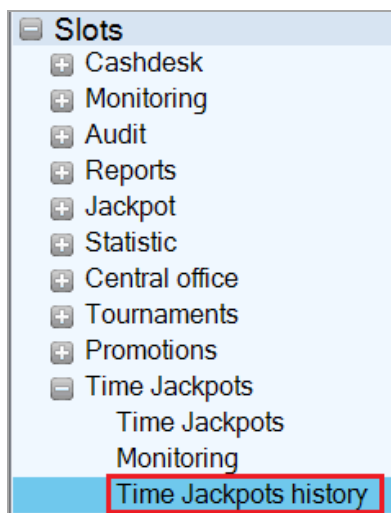 Slots
Cashdesk
Monitoring
Audit
Reports
Jackpot
Statistic
Central office
Tournaments
Promotions
Time Jackpots
Time Jackpots
Monitoring
Time Jackpots history